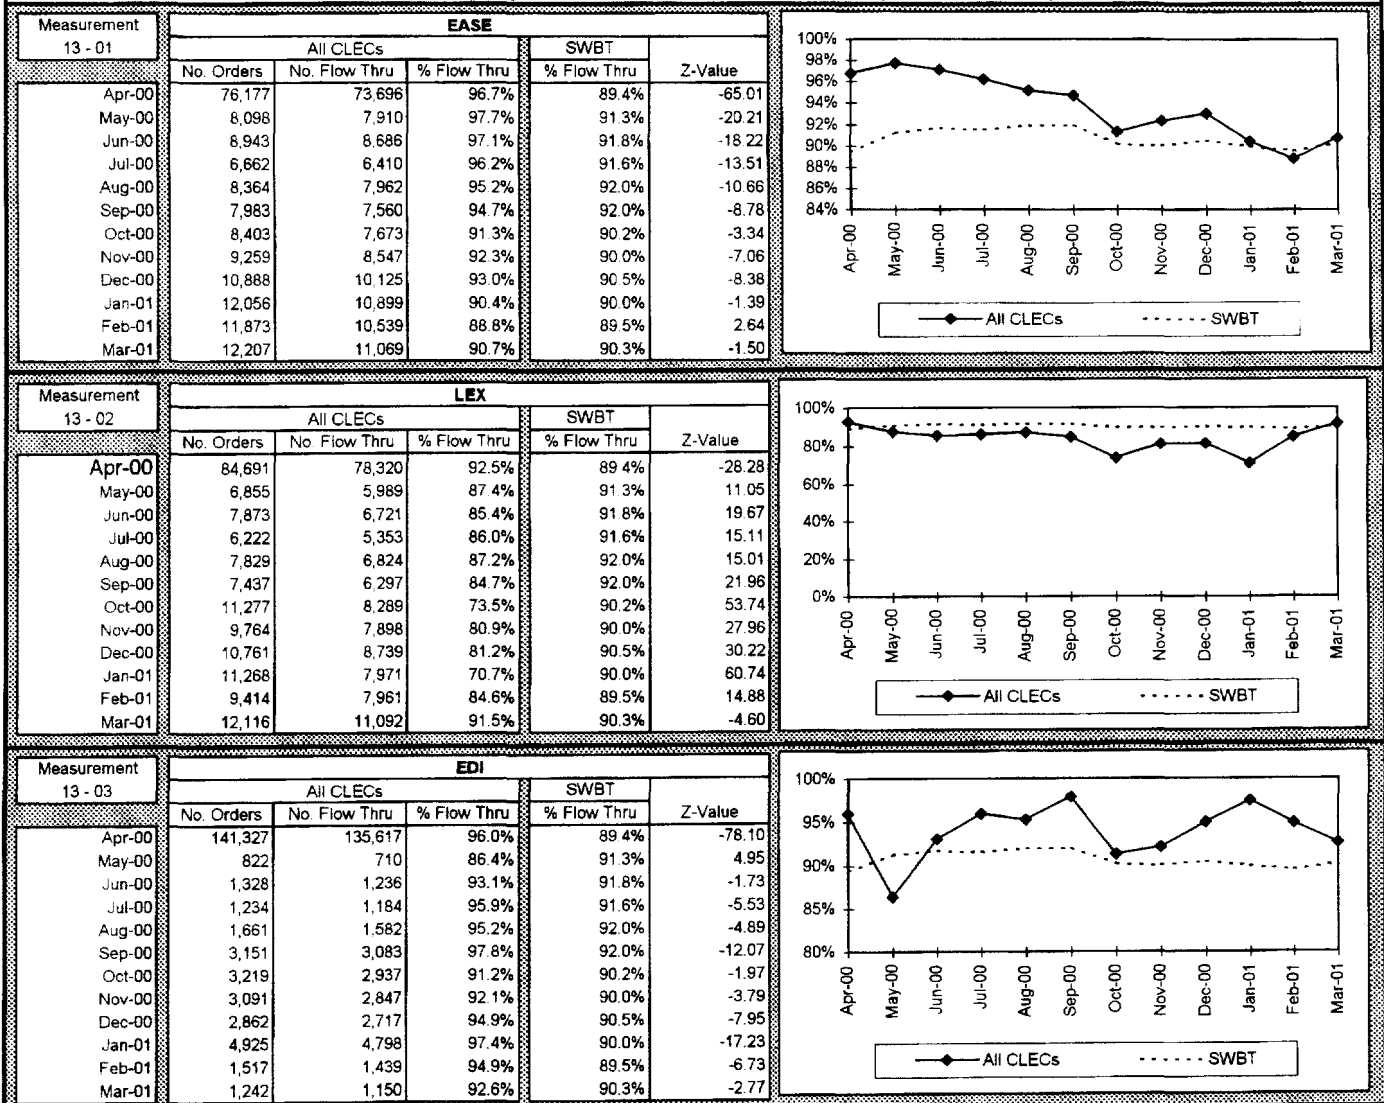 Measurement
13 - 01
EASE
All CLECs SWBT
No. Orders No. Flow Thru % Flow Thru % Flow Thru Z-Value
Apr-00 76,177 73,696 96.7% 89.4% -65.01
May-00 8,098 7,910 97.7% 91.3% -20.21
Jun-00 8,943 8,686 97.1% 91.8% -18.22
Jul-00 6,662 6,410 96.2% 91.6% -13.51
Aug-00 8,364 7,962 95.2% 92.0% -10.66
Sep-00 7,983 7,560 94.7% 92.0% -8.78
Oct-00 8,403 7,673 91.3% 90.2% -3.34
Nov-00 9,259 8,547 92.3% 90.0% -7.06
Dec-00 10,888 10,125 93.0% 90.5% -8.38
Jan-01 12,056 10,899 90.4% 90.0% -1.39
Feb-01 11,873 10,539 88.8% 89.5% 2.64
Mar-01 12,207 11,069 90.7% 90.3% -1.50
100%
98%
96%
94%
92%
90%
88%
86%
84%
Apr-00 May-00 Jun-00 Jul-00 Aug-00 Sep-00 Oct-00 Nov-00 Dec-00 Jan-01 Feb-01 Mar-01
All CLECs SWBT
Measurement
13 - 02
LEX
All CLECs SWBT
No. Orders No. Flow Thru % Flow Thru % Flow Thru Z-Value
Apr-00 84,691 78,320 92.5% 89.4% -28.28
May-00 6,855 5,989 87.4% 91.3% 11.05
Jun-00 7,873 6,721 85.4% 91.8% 19.67
Jul-00 6,222 5,353 86.0% 91.6% 15.11
Aug-00 7,829 6,824 87.2% 92.0% 15.01
Sep-00 7,437 6,297 84.7% 92.0% 21.96
Oct-00 11,277 8,289 73.5% 90.2% 53.74
Nov-00 9,764 7,898 80.9% 90.0% 27.96
Dec-00 10,761 8,739 81.2% 90.5% 30.22
Jan-01 11,268 7,971 70.7% 90.0% 60.74
Feb-01 9,414 7,961 84.6% 89.5% 14.88
Mar-01 12,116 11,092 91.5% 90.3% -4.60
100%
80%
60%
40%
20%
0%
Apr-00 May-00 Jun-00 Jul-00 Aug-00 Sep-00 Oct-00 Nov-00 Dec-00 Jan-01 Feb-01 Mar-01
All CLECs SWBT
Measurement
13 - 03
EDI
All CLECs SWBT
No. Orders No. Flow Thru % Flow Thru % Flow Thru Z-Value
Apr-00 141,327 135,617 96.0% 89.4% -78.10
May-00 822 710 86.4% 91.3% 4.95
Jun-00 1,328 1,236 93.1% 91.8% -1.73
Jul-00 1,234 1,184 95.9% 91.6% -5.53
Aug-00 1,661 1,582 95.2% 92.0% -4.89
Sep-00 3,151 3,083 97.8% 92.0% -12.07
Oct-00 3,219 2,937 91.2% 90.2% -1.97
Nov-00 3,091 2,847 92.1% 90.0% -3.79
Dec-00 2,862 2,717 94.9% 90.5% -7.95
Jan-01 4,925 4,798 97.4% 90.0% -17.23
Feb-01 1,517 1,439 94.9% 89.5% -6.73
Mar-01 1,242 1,150 92.6% 90.3% -2.77
100%
95%
90%
85%
80%
Apr-00 May-00 Jun-00 Jul-00 Aug-00 Sep-00 Oct-00 Nov-00 Dec-00 Jan-01 Feb-01 Mar-01
All CLECs SWBT